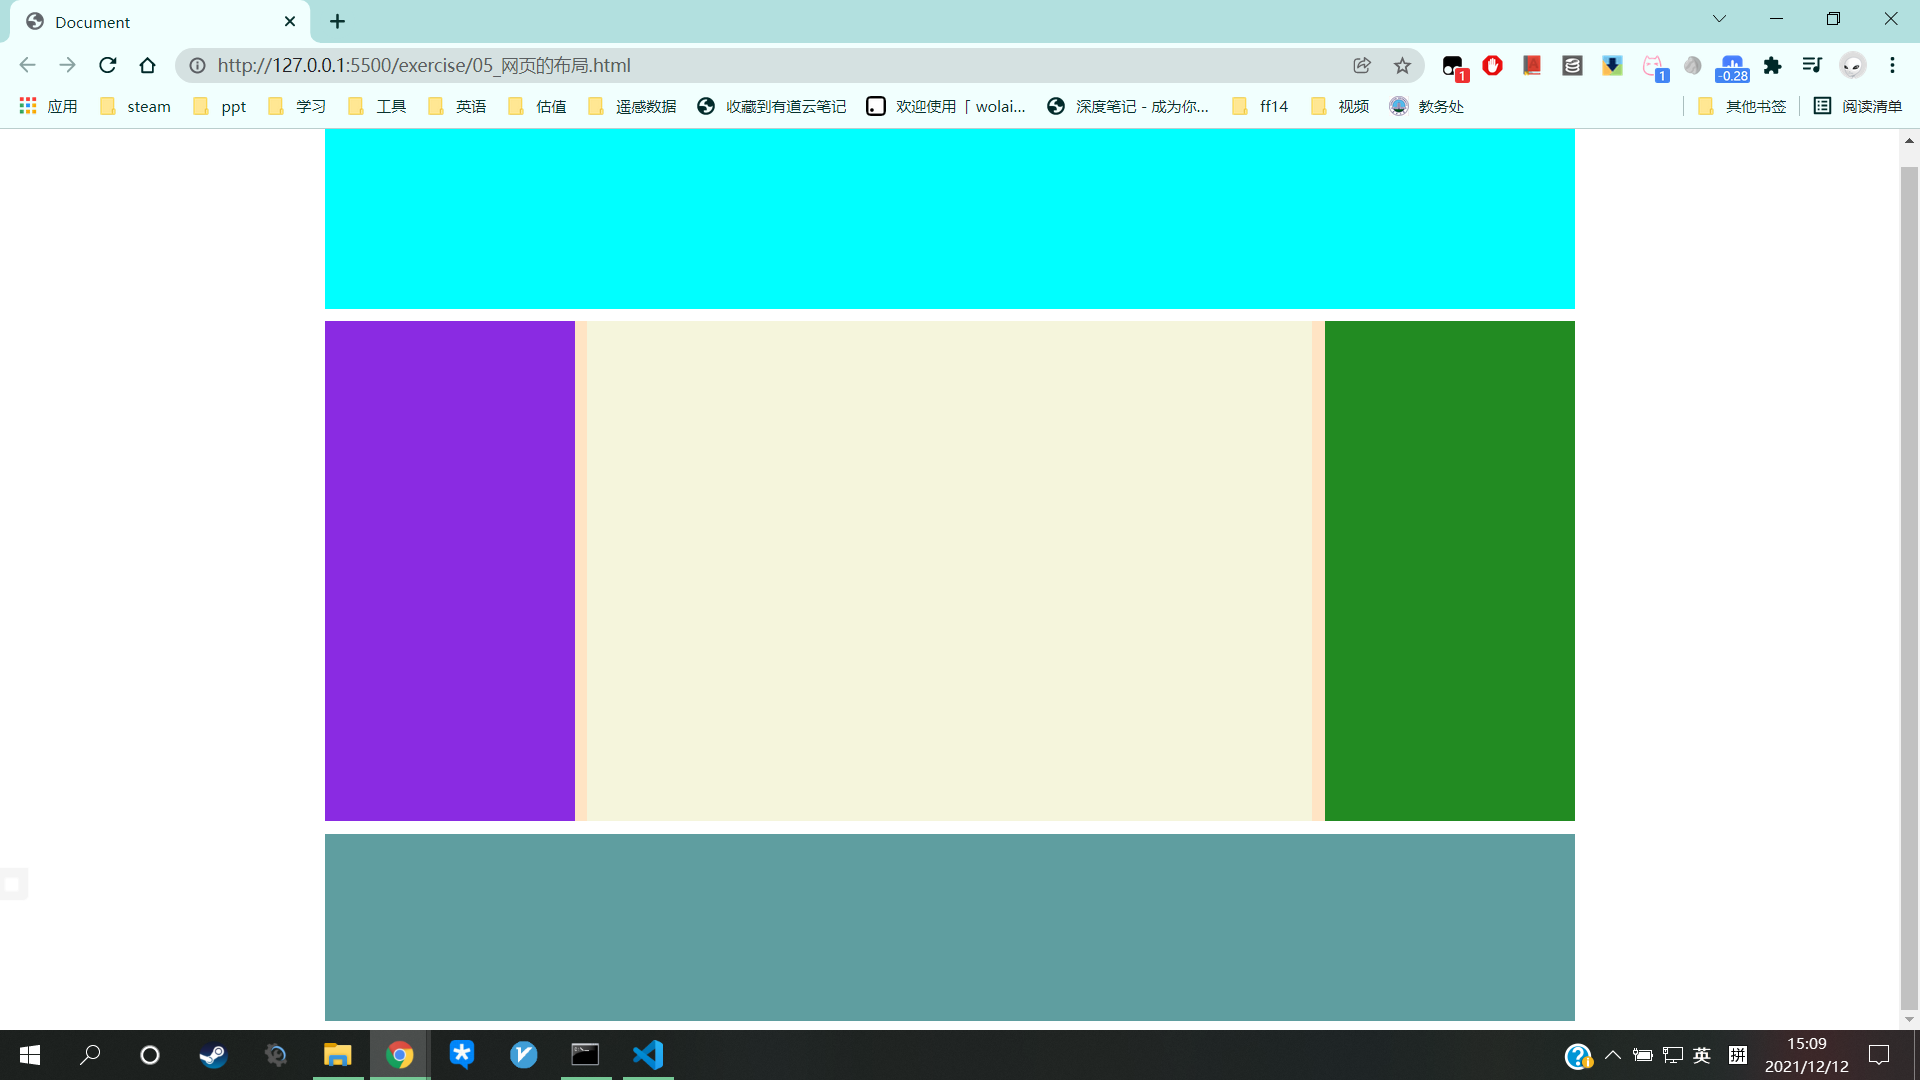 Document
http://127.0.0.1:5500/exercise/05_网页的布局.html
1
1
-0.28
应用 steam ppt 学习 工具 英语 估值 遥感数据 收藏到有道云笔记 欢迎使用「wolai... 深度笔记 - 成为你... ff14 视频 教务处 其他书签 阅读清单
英 拼 15:09
2021/12/12